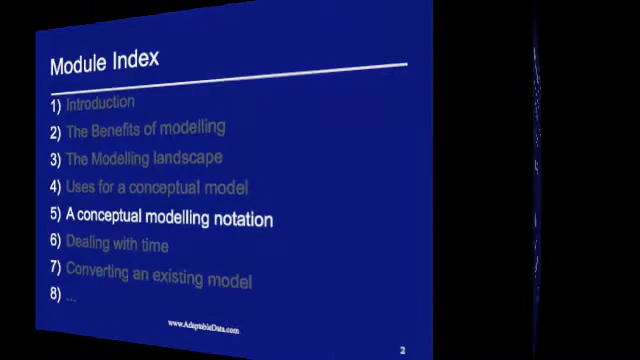 Module Index
1) Introduction
2) The Benefits of modelling
3) The Modelling landscape
4) Uses for a conceptual model
5) A conceptual modelling notation
6) Dealing with time
7) Converting an existing model
8) ...
www.AdaptableData.com
2